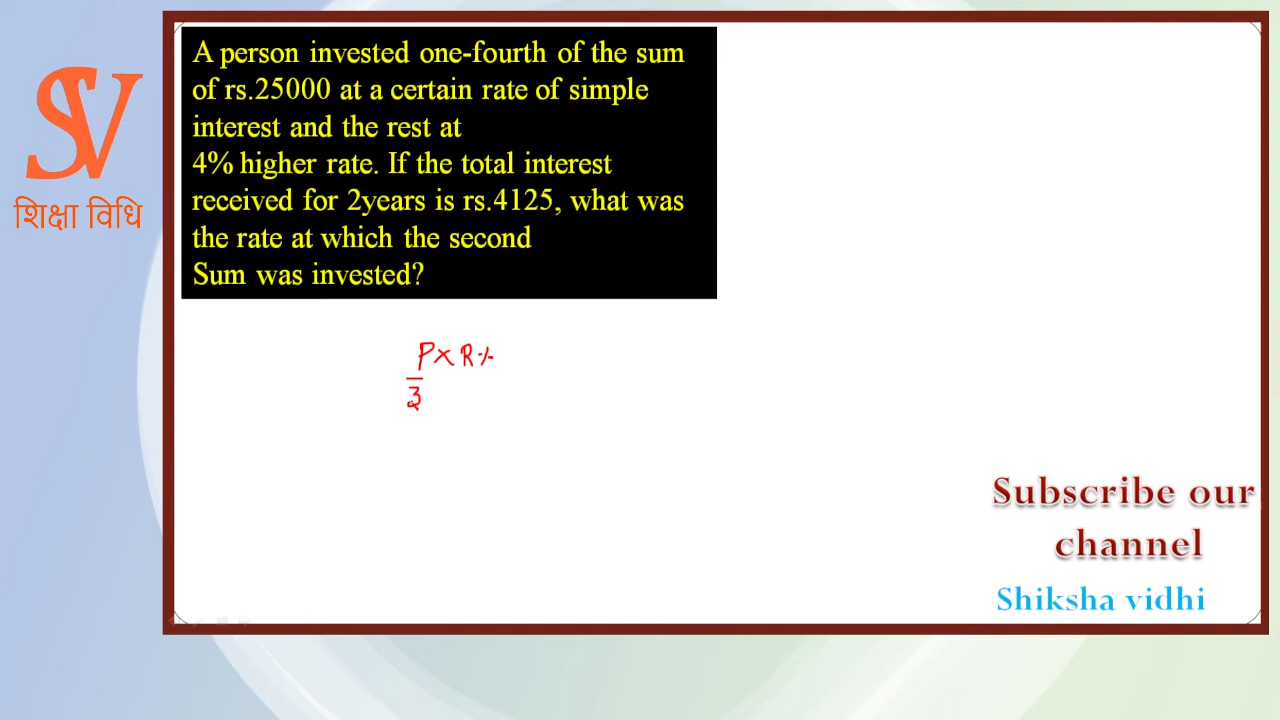 SV
शिक्षा विधि
A person invested one-fourth of the sum
of rs.25000 at a certain rate of simple
interest and the rest at
4% higher rate. If the total interest
received for 2years is rs.4125, what was
the rate at which the second
Sum was invested?
P × R %
3
Subscribe our
channel
Shiksha vidhi